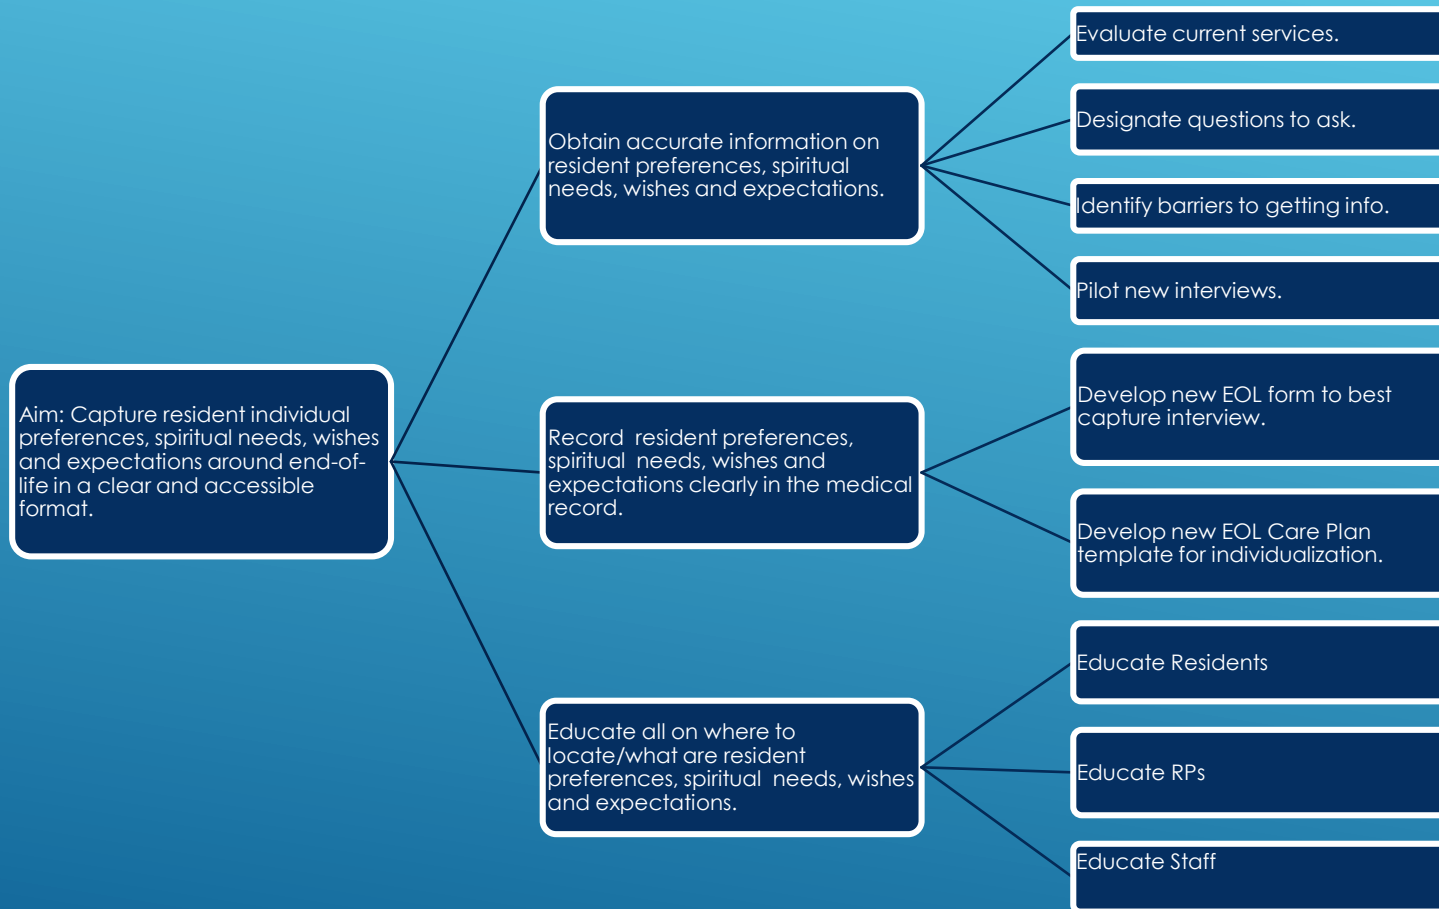 Aim: Capture resident individual
preferences, spiritual needs, wishes
and expectations around end-of-
life in a clear and accessible
format.
Obtain accurate information on
resident preferences, spiritual
needs, wishes and expectations.
Evaluate current services.
Designate questions to ask.
Identify barriers to getting info.
Pilot new interviews.
Record  resident preferences,
spiritual  needs, wishes and
expectations clearly in the medical
record.
Develop new EOL form to best
capture interview.
Develop new EOL Care Plan
template for individualization.
Educate all on where to
locate/what are resident
preferences, spiritual  needs, wishes
and expectations.
Educate Residents
Educate RPs
Educate Staff